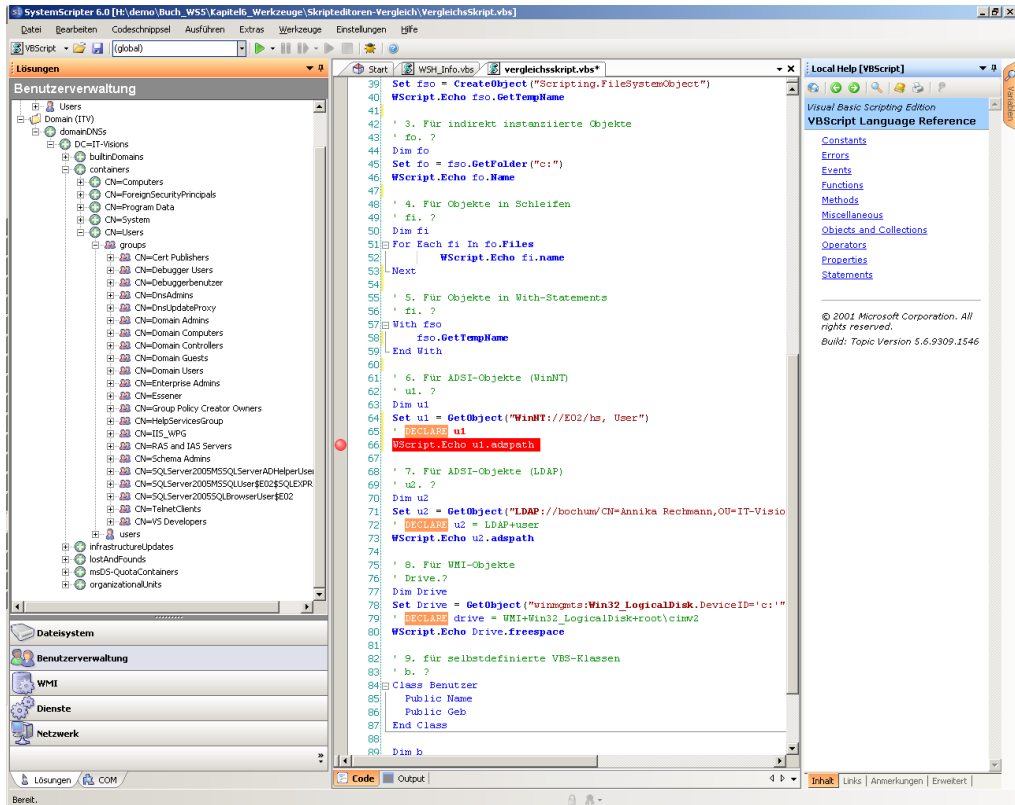 SystemScripter 6.0 [H:\demo\Buch_WS5\Kapitel6_Werkzeuge\Skripteditoren-Vergleich\VergleichsSkript.vbs]
Datei Bearbeiten Codeschnippsel Ausführen Extras Werkzeuge Einstellungen Hilfe
VBScript (global)
Lösungen
Benutzerverwaltung
Users
Domain (ITV)
domainDNSs
DC=IT-Visions
builtinDomains
containers
CN=Computers
CN=ForeignSecurityPrincipals
CN=Program Data
CN=System
CN=Users
groups
CN=Cert Publishers
CN=Debugger Users
CN=Debuggerbenutzer
CN=DnsAdmins
CN=DnsUpdateProxy
CN=Domain Admins
CN=Domain Computers
CN=Domain Controllers
CN=Domain Guests
CN=Domain Users
CN=Enterprise Admins
CN=Essener
CN=Group Policy Creator Owners
CN=HelpServicesGroup
CN=IIS_WPG
CN=RAS and IAS Servers
CN=Schema Admins
CN=SQLServer2005MSSQLServerADHelperUser
CN=SQLServer2005MSSQLUser$E02$SQLEXPR
CN=SQLServer2005SQLBrowserUser$E02
CN=TelnetClients
CN=VS Developers
users
infrastructureUpdates
lostAndFounds
msDS-QuotaContainers
organizationalUnits
Dateisystem
Benutzerverwaltung
WMI
Dienste
Netzwerk
Lösungen COM
Bereit.
Start WSH_Info.vbs vergleichsskript.vbs*
39 Set fso = CreateObject("Scripting.FileSystemObject")
40 WScript.Echo fso.GetTempName
41
42 ' 3. Für indirekt instanziierte Objekte
43 ' fo. ?
44 Dim fo
45 Set fo = fso.GetFolder("c:")
46 WScript.Echo fo.Name
47
48 ' 4. Für Objekte in Schleifen
49 ' fi. ?
50 Dim fi
51 For Each fi In fo.Files
52 WScript.Echo fi.name
53 Next
54
55 ' 5. Für Objekte in With-Statements
56 ' fi. ?
57 With fso
58 fso.GetTempName
59 End With
60
61 ' 6. Für ADSI-Objekte (WinNT)
62 ' u1. ?
63 Dim u1
64 Set u1 = GetObject("WinNT://E02/hs, User")
65 ' DECLARE u1
66 WScript.Echo u1.adspath
67
68 ' 7. Für ADSI-Objekte (LDAP)
69 ' u2. ?
70 Dim u2
71 Set u2 = GetObject("LDAP://bochum/CN=Annika Rechmann,OU=IT-Visio
72 ' DECLARE u2 = LDAP+user
73 WScript.Echo u2.adspath
74
75 ' 8. Für WMI-Objekte
76 ' Drive.?
77 Dim Drive
78 Set Drive = GetObject("winmgmts:Win32_LogicalDisk.DeviceID='c:'"
79 ' DECLARE drive = WMI+Win32_LogicalDisk+root\cimv2
80 WScript.Echo Drive.freespace
81
82 ' 9. für selbstdefinierte VBS-Klassen
83 ' b. ?
84 Class Benutzer
85 Public Name
86 Public Geb
87 End Class
88
89 Dim b
Code Output
Local Help [VBScript]
Variablen
Visual Basic Scripting Edition
VBScript Language Reference
Constants
Errors
Events
Functions
Methods
Miscellaneous
Objects and Collections
Operators
Properties
Statements
© 2001 Microsoft Corporation. All
rights reserved.
Build: Topic Version 5.6.9309.1546
Inhalt Links Anmerkungen Erweitert